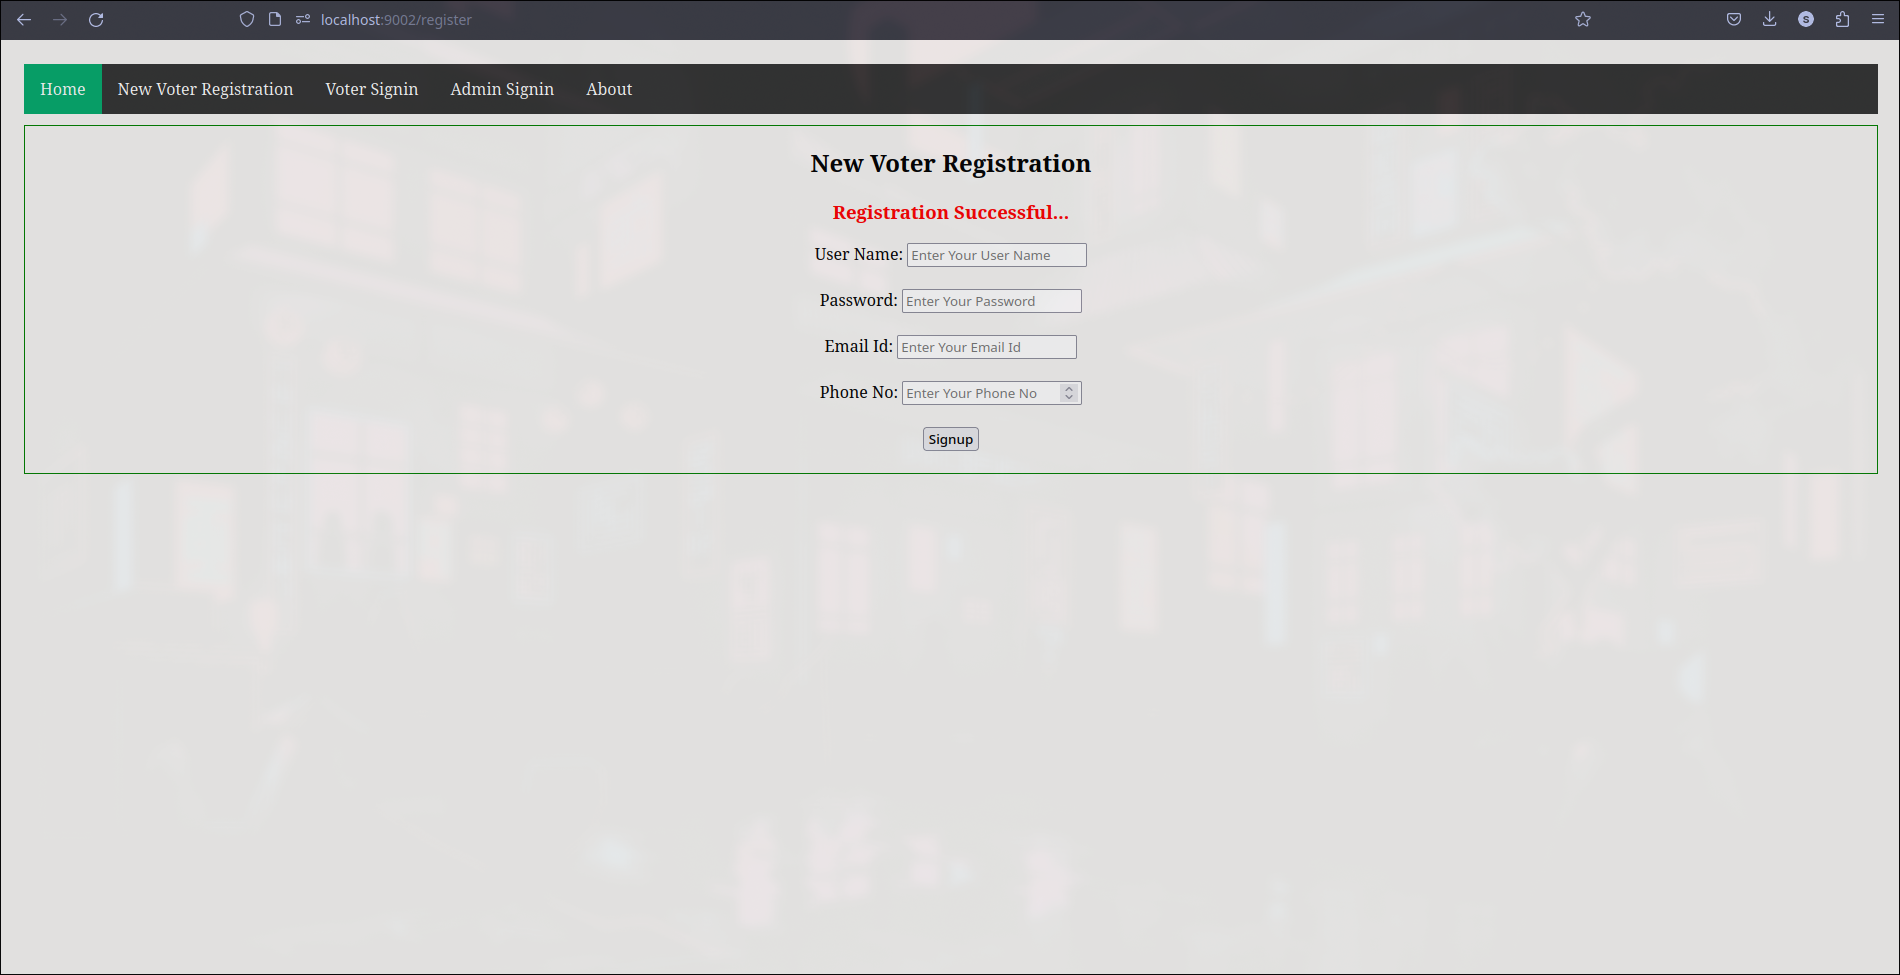 localhost:9002/register
S
Home New Voter Registration Voter Signin Admin Signin About
New Voter Registration
Registration Successful...
User Name: Enter Your User Name
Password: Enter Your Password
Email Id: Enter Your Email Id
Phone No: Enter Your Phone No
Signup